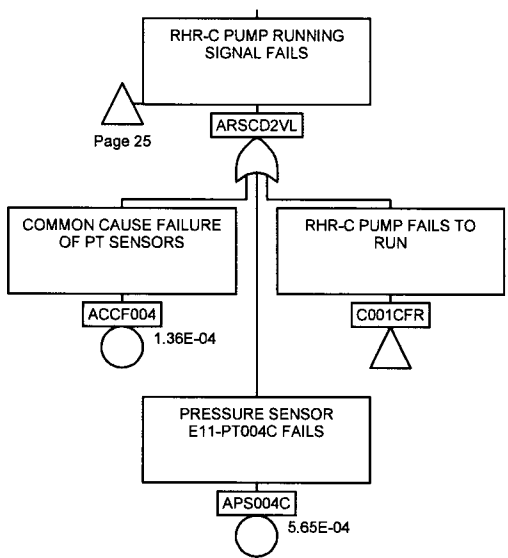 RHR-C PUMP RUNNING
SIGNAL FAILS
Page 25
ARSCD2VL
COMMON CAUSE FAILURE
OF PT SENSORS
RHR-C PUMP FAILS TO
RUN
ACCF004
1.36E-04
C001CFR
PRESSURE SENSOR
E11-PT004C FAILS
APS004C
5.65E-04